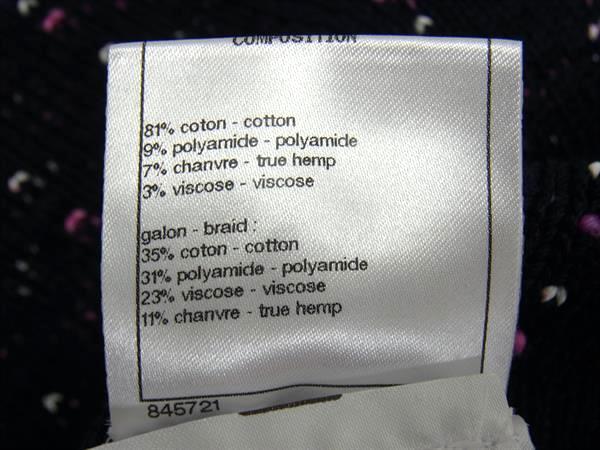 COMPOSITION
81% coton - cotton
9% polyamide - polyamide
7% chanvre - true hemp
3% viscose - viscose
galon - braid :
35% coton - cotton
31% polyamide - polyamide
23% viscose - viscose
11% chanvre - true hemp
845721